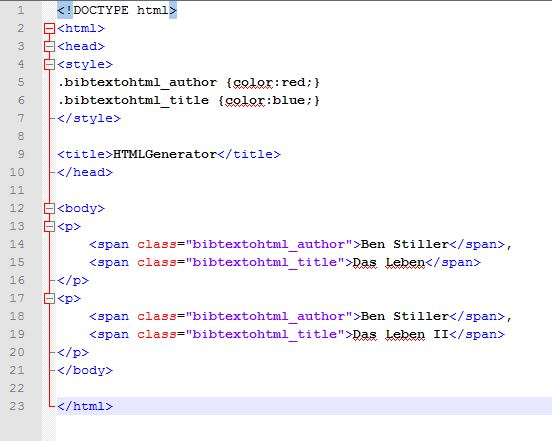 1 <!DOCTYPE html>
2 <html>
3 <head>
4 <style>
5 .bibtextohtml_author {color:red;}
6 .bibtextohtml_title {color:blue;}
7 </style>
8
9 <title>HTMLGenerator</title>
10 </head>
11
12 <body>
13 <p>
14     <span class="bibtextohtml_author">Ben Stiller</span>,
15     <span class="bibtextohtml_title">Das Leben</span>
16 </p>
17 <p>
18     <span class="bibtextohtml_author">Ben Stiller</span>,
19     <span class="bibtextohtml_title">Das Leben II</span>
20 </p>
21 </body>
22
23 </html>